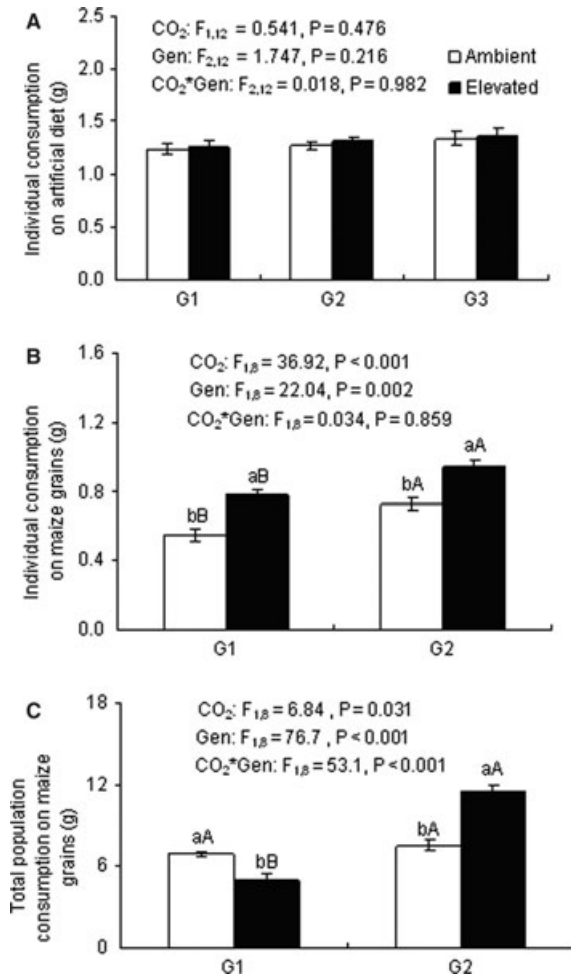 A
CO₂: F₁,₁₂ = 0.541, P = 0.476
Gen: F₂,₁₂ = 1.747, P = 0.216
CO₂*Gen: F₂,₁₂ = 0.018, P = 0.982
Ambient
Elevated
Individual consumption
on artificial diet (g)
2.5
2.0
1.5
1.0
0.5
0.0
G1 G2 G3
B
CO₂: F₁,₈ = 36.92, P < 0.001
Gen: F₁,₈ = 22.04, P = 0.002
CO₂*Gen: F₁,₈ = 0.034, P = 0.859
Individual consumption
on maize grains (g)
1.6
1.2
0.8
0.4
0.0
bB aB bA aA
G1 G2
C
CO₂: F₁,₈ = 6.84 , P = 0.031
Gen: F₁,₈ = 76.7 , P < 0.001
CO₂*Gen: F₁,₈ = 53.1, P < 0.001
Total population
consumption on maize
grains (g)
18
12
6
0
aA bB bA aA
G1 G2